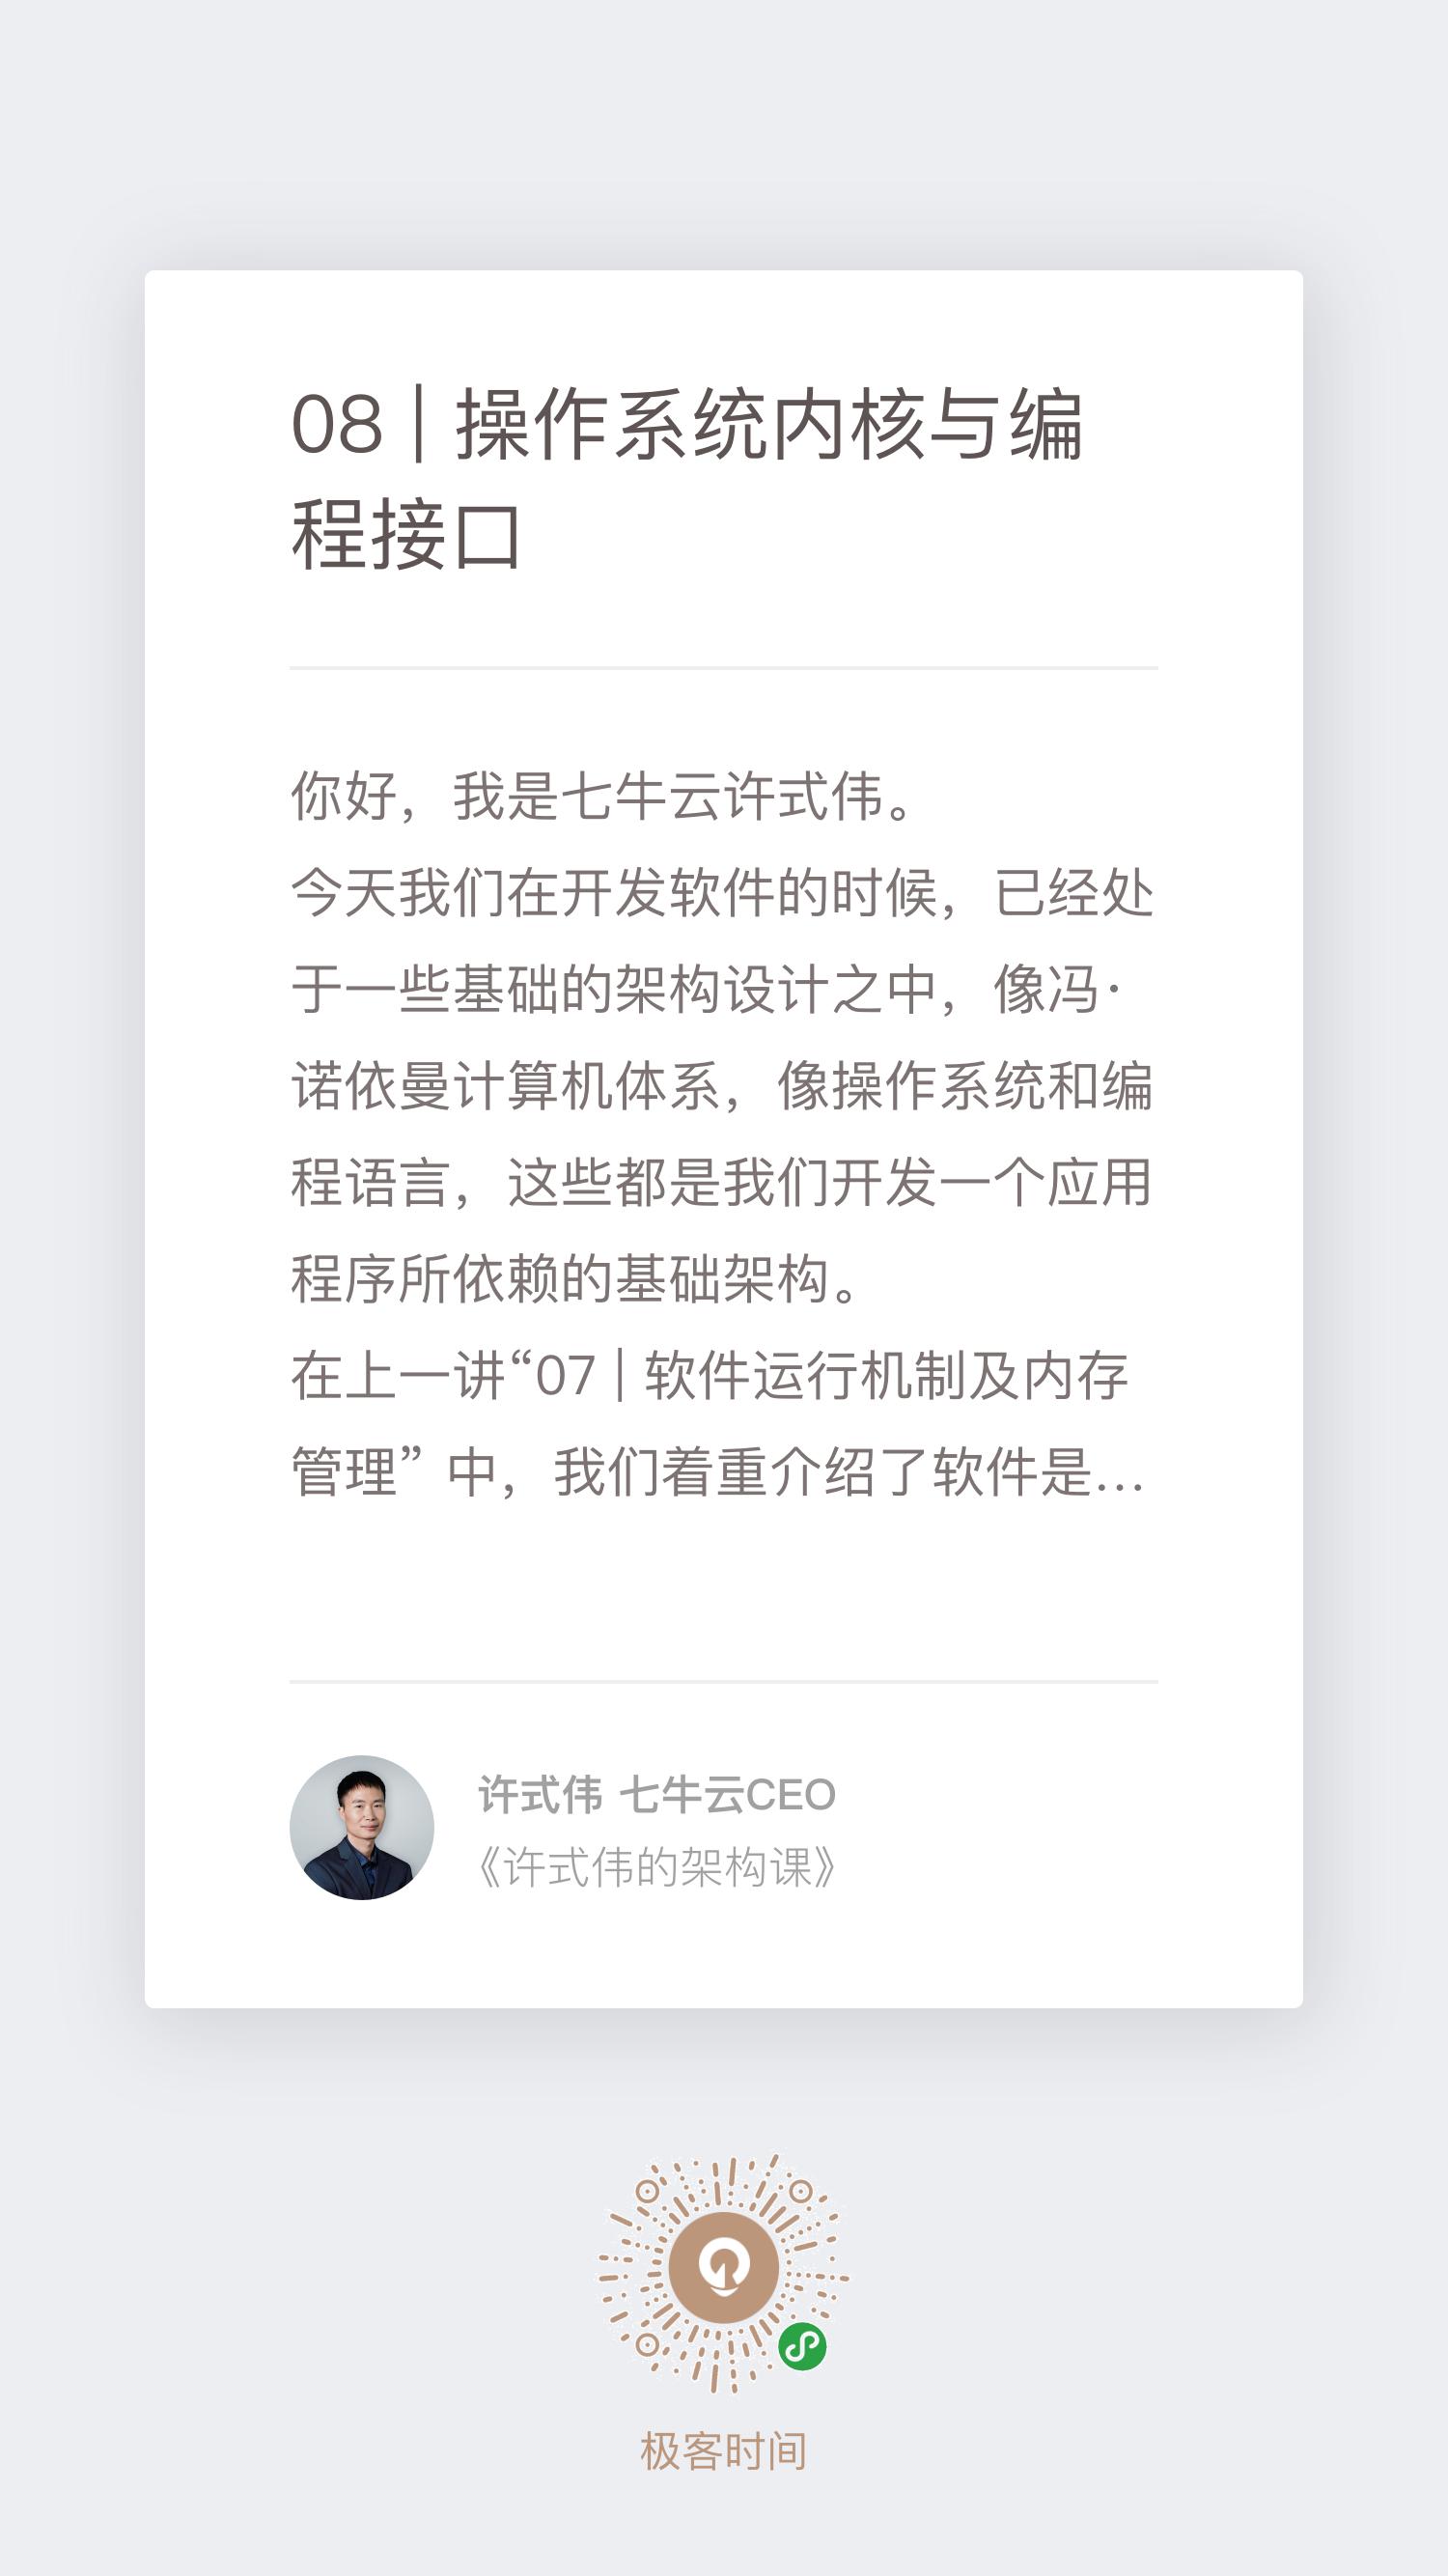 08 | 操作系统内核与编
程接口
你好，我是七牛云许式伟。
今天我们在开发软件的时候，已经处
于一些基础的架构设计之中，像冯·
诺依曼计算机体系，像操作系统和编
程语言，这些都是我们开发一个应用
程序所依赖的基础架构。
在上一讲“07 | 软件运行机制及内存
管理” 中，我们着重介绍了软件是...
许式伟 七牛云CEO
《许式伟的架构课》
极客时间